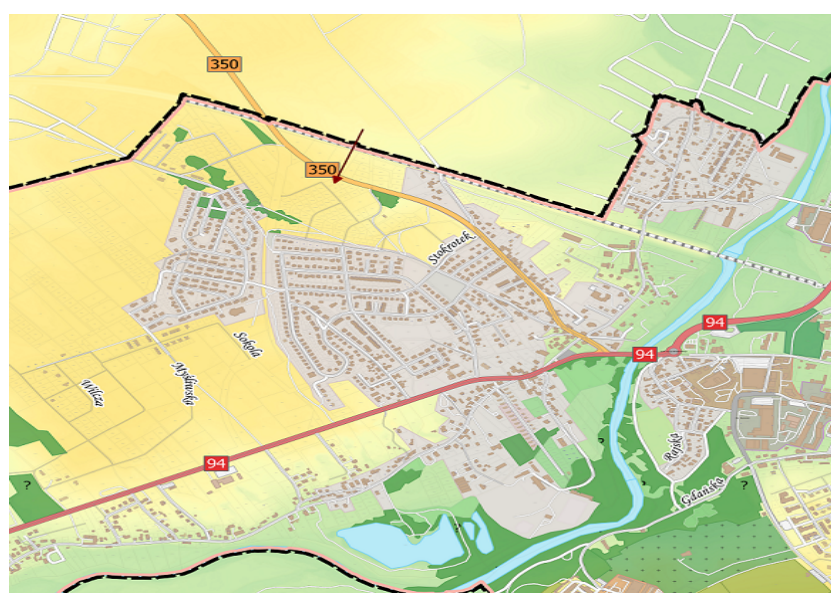 350
350
Stokrotek
94
94
Sokola
Myśliwska
Wilcza
Rajska
94
Gdańska
?
?
?
?
?